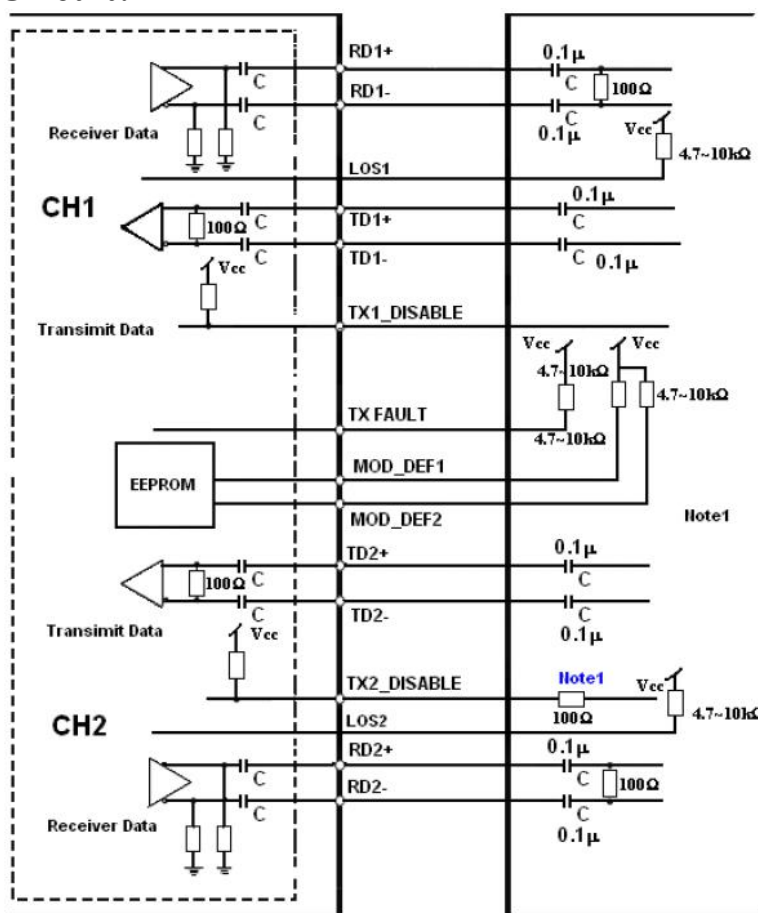 RD1+
0.1μ
C
C
100Ω
RD1-
C
C
0.1μ
Vcc
Receiver Data
4.7~10kΩ
LOS1
CH1
0.1μ
C
TD1+
C
100Ω
C
TD1-
C 0.1μ
Vcc
Transimit Data
TX1_DISABLE
Vcc
Vcc
4.7~10kΩ
4.7~10kΩ
TX FAULT
4.7~10kΩ
MOD_DEF1
EEPROM
MOD_DEF2
Note1
TD2+
0.1μ
100Ω C
C
C
TD2-
C
0.1μ
Transimit Data
Vcc
TX2_DISABLE
Note1
Vcc
100Ω
4.7~10kΩ
CH2
LOS2
RD2+
0.1μ
C
C
100Ω
RD2-
C
C
0.1μ
Receiver Data